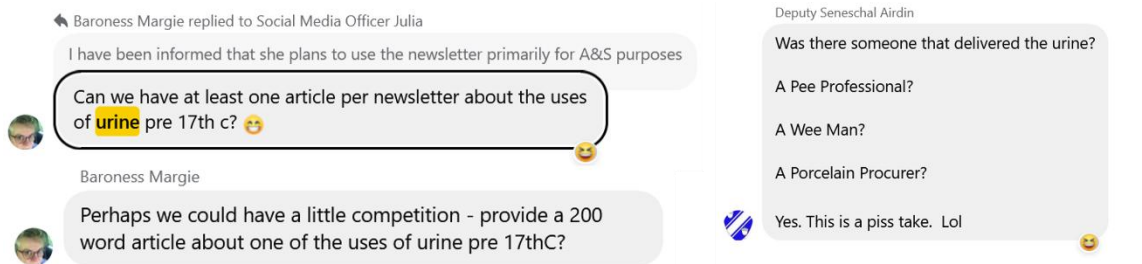 Baroness Margie replied to Social Media Officer Julia
I have been informed that she plans to use the newsletter primarily for A&S purposes
Can we have at least one article per newsletter about the uses
of urine pre 17th c? 😁
Baroness Margie
Perhaps we could have a little competition - provide a 200
word article about one of the uses of urine pre 17thC?
Deputy Seneschal Airdin
Was there someone that delivered the urine?
A Pee Professional?
A Wee Man?
A Porcelain Procurer?
Yes. This is a piss take. Lol